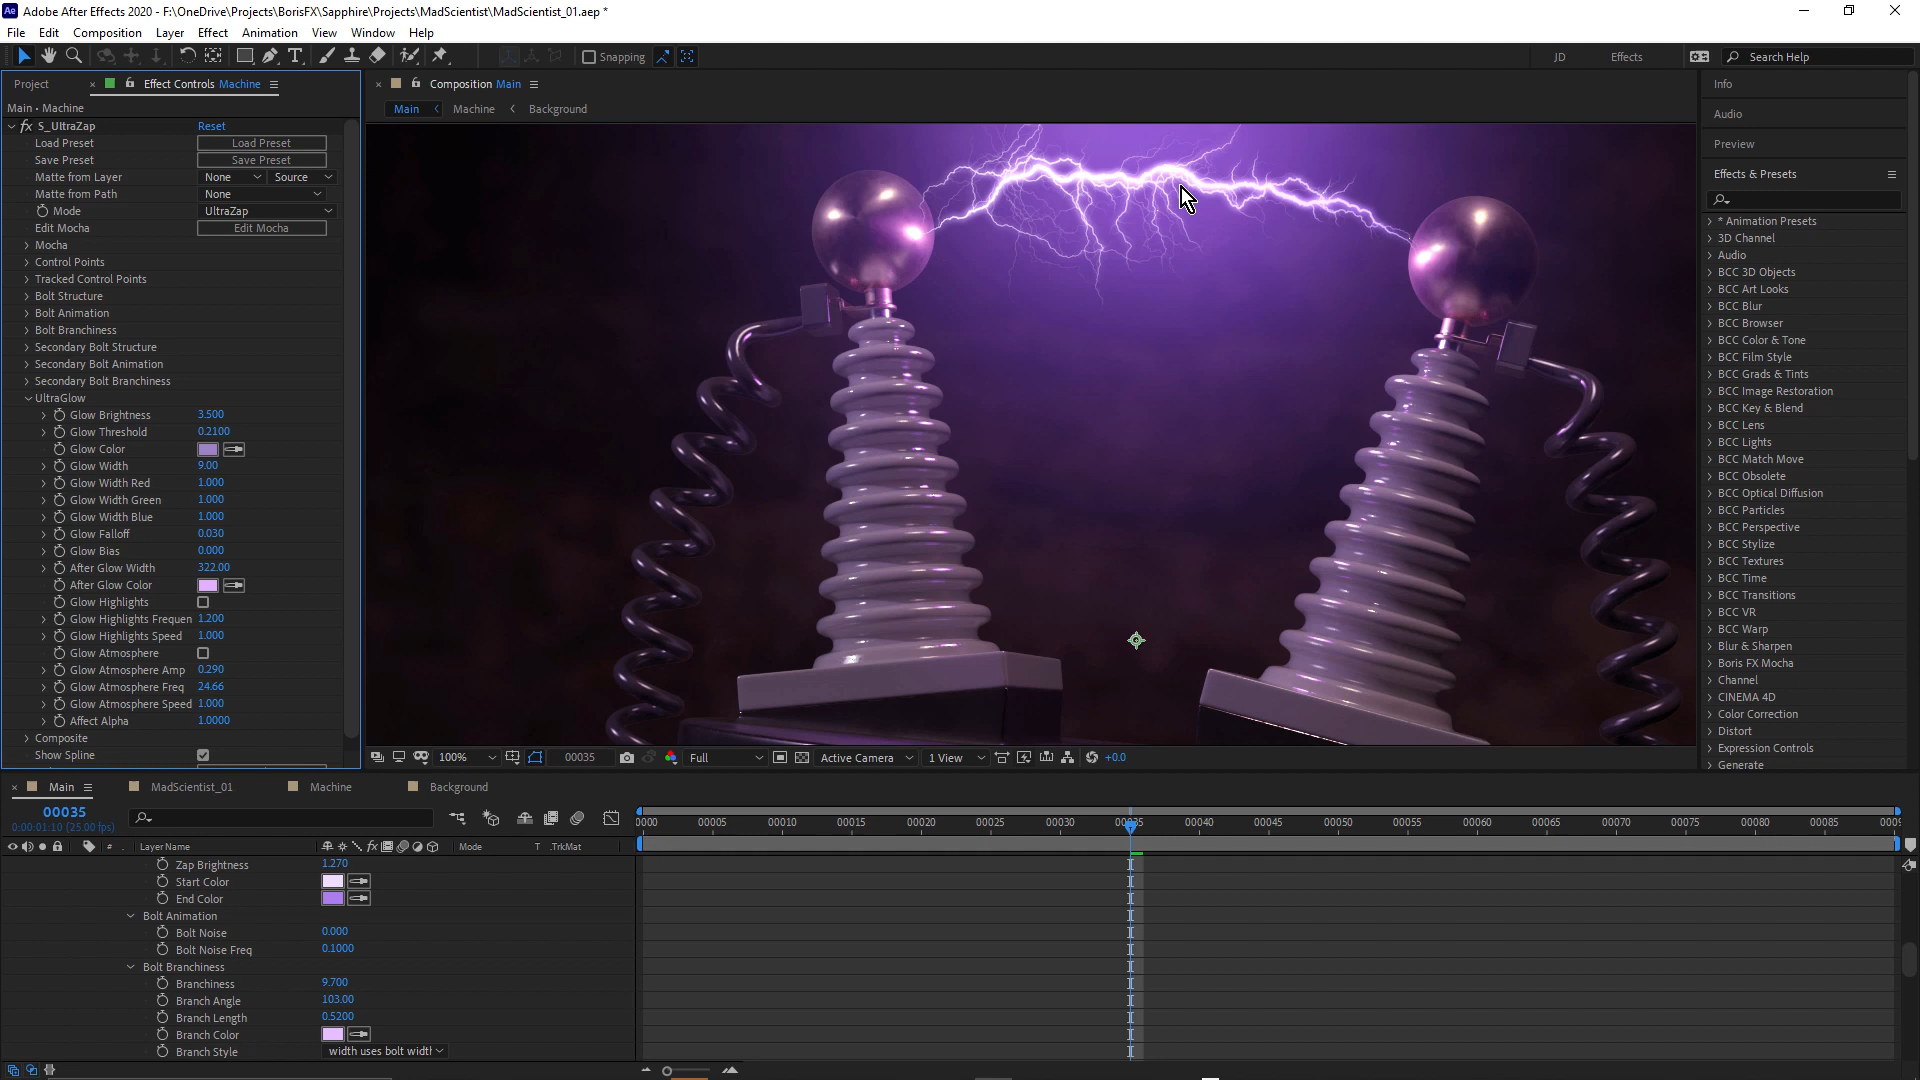 Adobe After Effects 2020 - F:\OneDrive\Projects\BorisFX\Sapphire\Projects\MadScientist\MadScientist_01.aep *
File Edit Composition Layer Effect Animation View Window Help
Snapping JD Effects Search Help
Project Effect Controls Machine
Main • Machine
S_UltraZap Reset
Load Preset Load Preset
Save Preset Save Preset
Matte from Layer None Source
Matte from Path None
Mode UltraZap
Edit Mocha Edit Mocha
Mocha
Control Points
Tracked Control Points
Bolt Structure
Bolt Animation
Bolt Branchiness
Secondary Bolt Structure
Secondary Bolt Animation
Secondary Bolt Branchiness
UltraGlow
Glow Brightness 3.500
Glow Threshold 0.2100
Glow Color
Glow Width 9.00
Glow Width Red 1.000
Glow Width Green 1.000
Glow Width Blue 1.000
Glow Falloff 0.030
Glow Bias 0.000
After Glow Width 322.00
After Glow Color
Glow Highlights
Glow Highlights Frequen 1.200
Glow Highlights Speed 1.000
Glow Atmosphere
Glow Atmosphere Amp 0.290
Glow Atmosphere Freq 24.66
Glow Atmosphere Speed 1.000
Affect Alpha 1.0000
Composite
Show Spline
Composition Main
Main Machine Background
100% 00035 Full Active Camera 1 View +0.0
Info
Audio
Preview
Effects & Presets
* Animation Presets
3D Channel
Audio
BCC 3D Objects
BCC Art Looks
BCC Blur
BCC Browser
BCC Color & Tone
BCC Film Style
BCC Grads & Tints
BCC Image Restoration
BCC Key & Blend
BCC Lens
BCC Lights
BCC Match Move
BCC Obsolete
BCC Optical Diffusion
BCC Particles
BCC Perspective
BCC Stylize
BCC Textures
BCC Time
BCC Transitions
BCC VR
BCC Warp
Blur & Sharpen
Boris FX Mocha
Channel
CINEMA 4D
Color Correction
Distort
Expression Controls
Generate
Main MadScientist_01 Machine Background
00035
0:00:01:10 (25.00 fps)
0000 00005 00010 00015 00020 00025 00030 00035 00040 00045 00050 00055 00060 00065 00070 00075 00080 00085 0009
# Layer Name Mode T .TrkMat
Zap Brightness 1.270
Start Color
End Color
Bolt Animation
Bolt Noise 0.000
Bolt Noise Freq 0.1000
Bolt Branchiness
Branchiness 9.700
Branch Angle 103.00
Branch Length 0.5200
Branch Color
Branch Style width uses bolt widtl